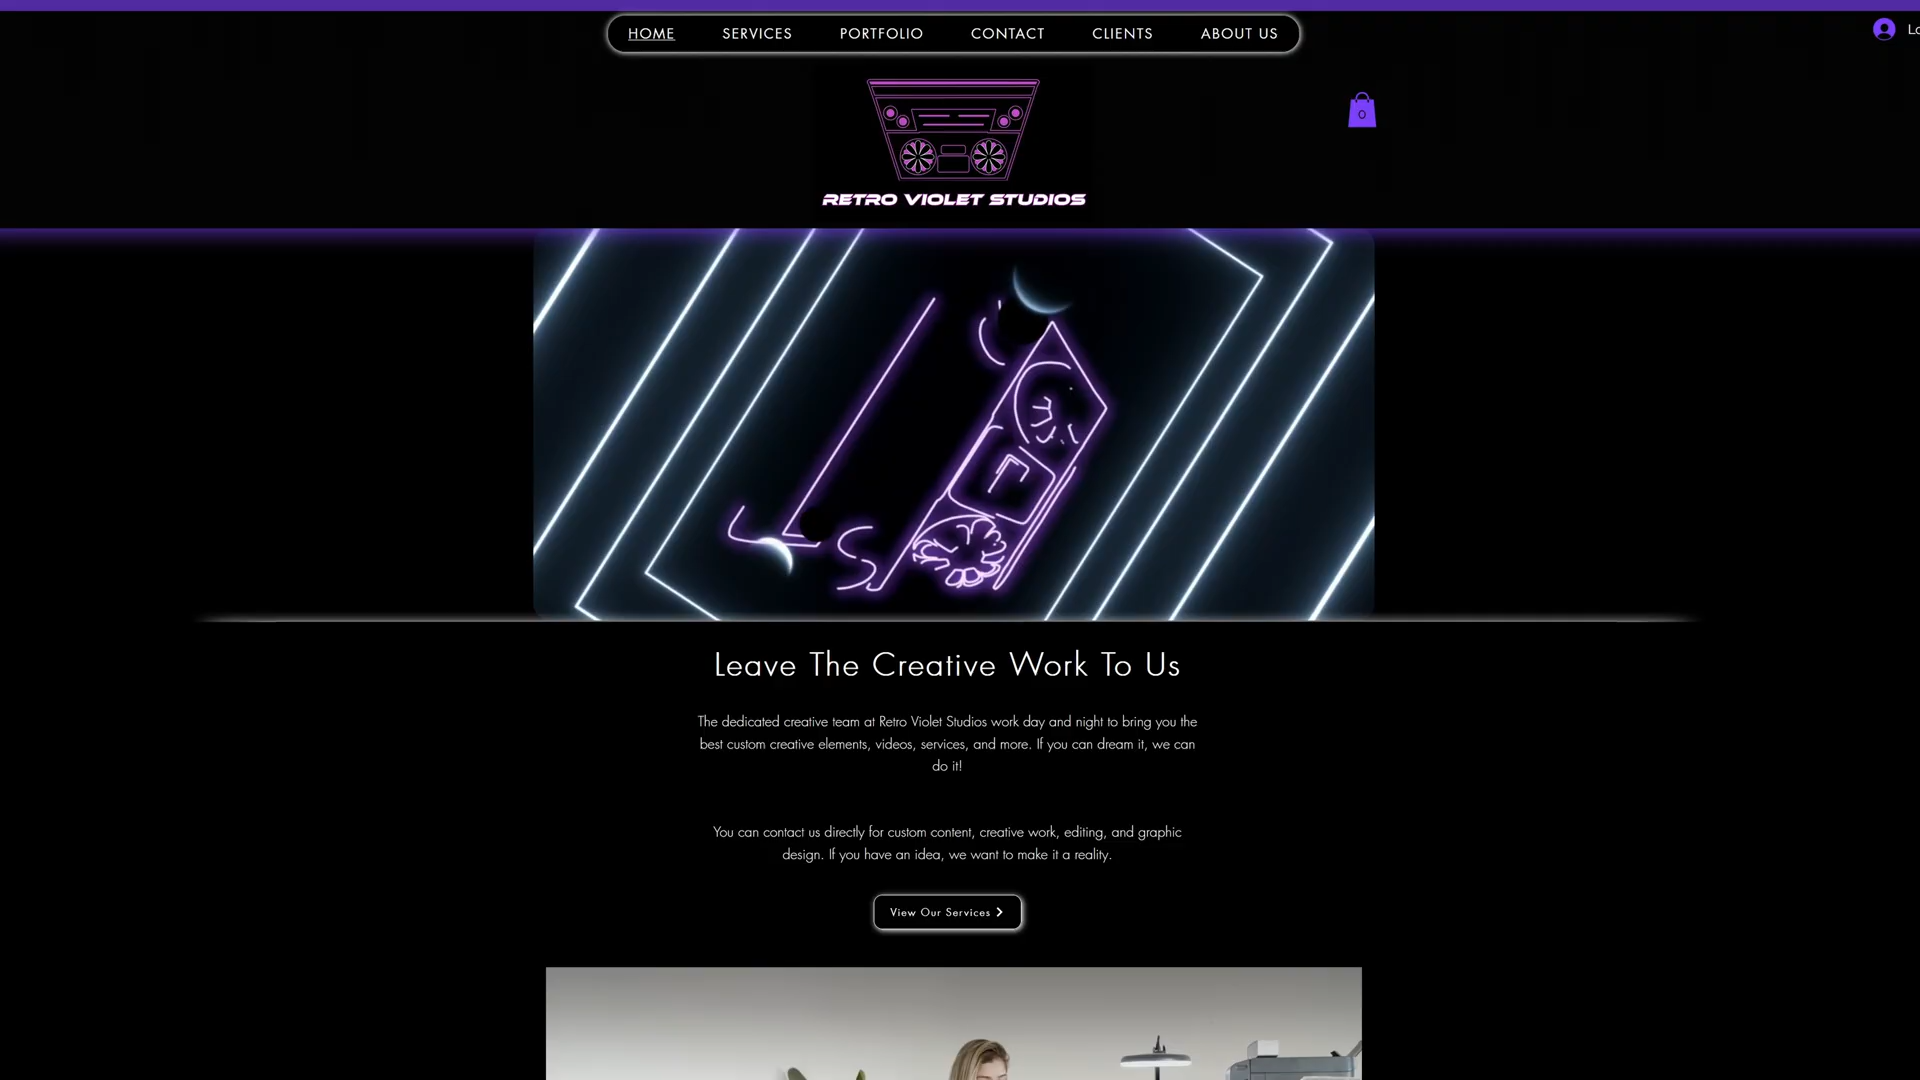 HOME SERVICES PORTFOLIO CONTACT CLIENTS ABOUT US
0
RETRO VIOLET STUDIOS
Leave The Creative Work To Us
The dedicated creative team at Retro Violet Studios work day and night to bring you the
best custom creative elements, videos, services, and more. If you can dream it, we can
do it!
You can contact us directly for custom content, creative work, editing, and graphic
design. If you have an idea, we want to make it a reality.
View Our Services